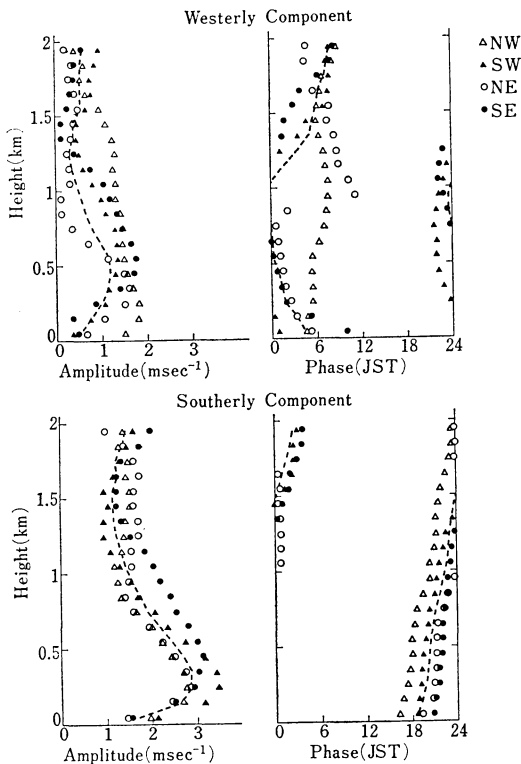 Westerly Component
2
1.5
1
0.5
0
Height(km)
0 1 2 3 4
Amplitude(msec⁻¹)
0 6 12 18 24
Phase(JST)
△NW
▲SW
○NE
●SE
Southerly Component
2
1.5
1
0.5
0
Height(km)
0 1 2 3
Amplitude(msec⁻¹)
0 6 12 18 24
Phase(JST)